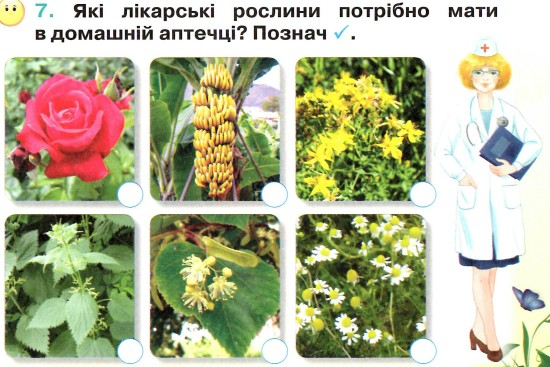 7. Які лікарські рослини потрібно мати
в домашній аптечці? Познач ✓.